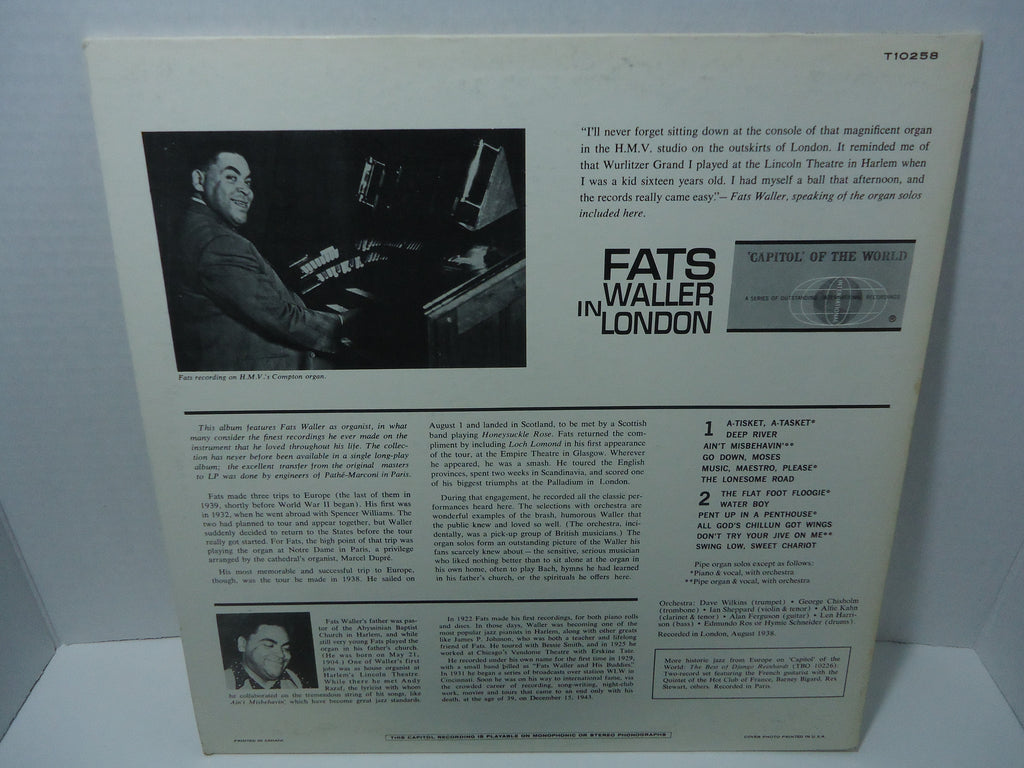 T10258
"I'll never forget sitting down at the console of that magnificent organ
in the H.M.V. studio on the outskirts of London. It reminded me of
that Wurlitzer Grand I played at the Lincoln Theatre in Harlem when
I was a kid sixteen years old. I had myself a ball that afternoon, and
the records really came easy."— Fats Waller, speaking of the organ solos
included here.
FATS
WALLER
IN LONDON
'CAPITOL' OF THE WORLD
A SERIES OF OUTSTANDING INTERNATIONAL RECORDINGS
Fats recording on H.M.V.'s Compton organ.
This album features Fats Waller as organist, in what
many consider the finest recordings he ever made on the
instrument that he loved throughout his life. The collec-
tion has never before been available in a single long-play
album; the excellent transfer from the original masters
to LP was done by engineers of Pathé-Marconi in Paris.
Fats made three trips to Europe (the last of them in
1939, shortly before World War II began). His first was
in 1932, when he went abroad with Spencer Williams. The
two had planned to tour and appear together, but Waller
suddenly decided to return to the States before the tour
really got started. For Fats, the high point of that trip was
playing the organ at Notre Dame in Paris, a privilege
arranged by the cathedral's organist, Marcel Dupré.
His most memorable and successful trip to Europe,
though, was the tour he made in 1938. He sailed on
August 1 and landed in Scotland, to be met by a Scottish
band playing Honeysuckle Rose. Fats returned the com-
pliment by including Loch Lomond in his first appearance
of the tour, at the Empire Theatre in Glasgow. Wherever
he appeared, he was a smash. He toured the English
provinces, spent two weeks in Scandinavia, and scored one
of his biggest triumphs at the Palladium in London.
During that engagement, he recorded all the classic per-
formances heard here. The selections with orchestra are
wonderful examples of the brash, humorous Waller that
the public knew and loved so well. (The orchestra, inci-
dentally, was a pick-up group of British musicians.) The
organ solos form an outstanding picture of the Waller his
fans scarcely knew about — the sensitive, serious musician
who liked nothing better than to sit alone at the organ in
his own home, often to play Bach, hymns he had learned
in his father's church, or the spirituals he offers here.
1 A-TISKET, A-TASKET*
DEEP RIVER
AIN'T MISBEHAVIN'**
GO DOWN, MOSES
MUSIC, MAESTRO, PLEASE*
THE LONESOME ROAD
2 THE FLAT FOOT FLOOGIE*
WATER BOY
PENT UP IN A PENTHOUSE*
ALL GOD'S CHILLUN GOT WINGS
DON'T TRY YOUR JIVE ON ME**
SWING LOW, SWEET CHARIOT
Pipe organ solos except as follows:
*Piano & vocal, with orchestra
**Pipe organ & vocal, with orchestra
Orchestra: Dave Wilkins (trumpet) • George Chisholm
(trombone) • Ian Sheppard (violin & tenor) • Alfie Kahn
(clarinet & tenor) • Alan Ferguson (guitar) • Len Harri-
son (bass) • Edmundo Ros or Hymie Schneider (drums).
Recorded in London, August 1938.
More historic jazz from Europe on "Capitol" of the
World: The Best of Django Reinhardt (TBO 10226).
Two-record set featuring the French guitarist with the
Quintet of the Hot Club of France, Barney Bigard, Rex
Stewart, others. Recorded in Paris.
Fats Waller's father was pas-
tor of the Abyssinian Baptist
Church in Harlem, and while
still very young Fats played the
organ in his father's church.
(He was born on May 21,
1904.) One of Waller's first
jobs was as house organist at
Harlem's Lincoln Theatre.
While there he met Andy
Razaf, the lyricist with whom
he collaborated on the tremendous string of hit songs, like
Ain't Misbehavin', which have become great jazz standards.
In 1922 Fats made his first recordings, for both piano rolls
and discs. In those days, Waller was becoming one of the
most popular jazz pianists in Harlem, along with other greats
like James P. Johnson, who was both a teacher and lifelong
friend of Fats. He toured with Bessie Smith, and in 1925 he
worked at Chicago's Vendome Theatre with Erskine Tate.
He recorded under his own name for the first time in 1929,
with a small band billed as "Fats Waller and His Buddies."
In 1931 he began a series of broadcasts over station WLW in
Cincinnati. Soon he was on his way to international fame, via
the crowded career of recording, song-writing, night-club
work, movies and tours that came to an end only with his
death, at the age of 39, on December 15, 1943.
PRINTED IN CANADA
THIS CAPITOL RECORDING IS PLAYABLE ON MONOPHONIC OR STEREO PHONOGRAPHS
COVER PHOTO PRINTED IN U.S.A.